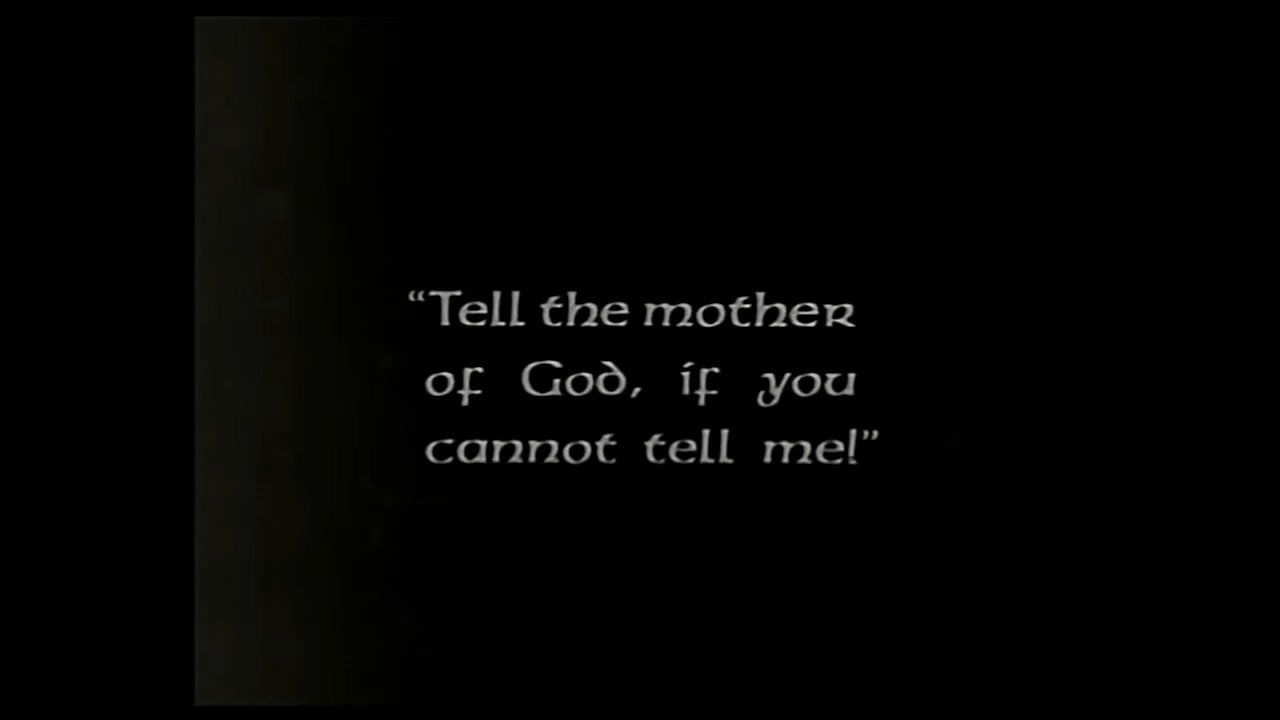 “Tell the mother
of God, if you
cannot tell me!”